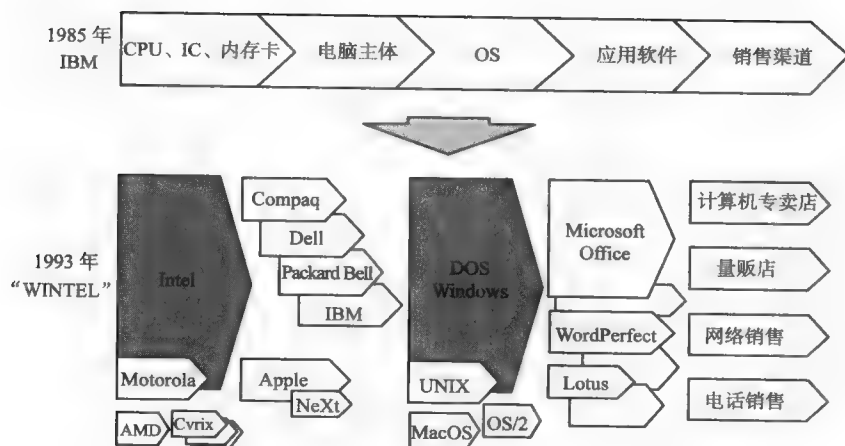 1985 年
IBM
CPU、IC、内存卡
电脑主体
OS
应用软件
销售渠道
1993 年
“WINTEL”
Intel
Compaq
Dell
Packard Bell
IBM
DOS
Windows
Microsoft
Office
计算机专卖店
量贩店
网络销售
电话销售
Motorola
Apple
NeXt
UNIX
WordPerfect
Lotus
AMD
Cvrix
MacOS
OS/2